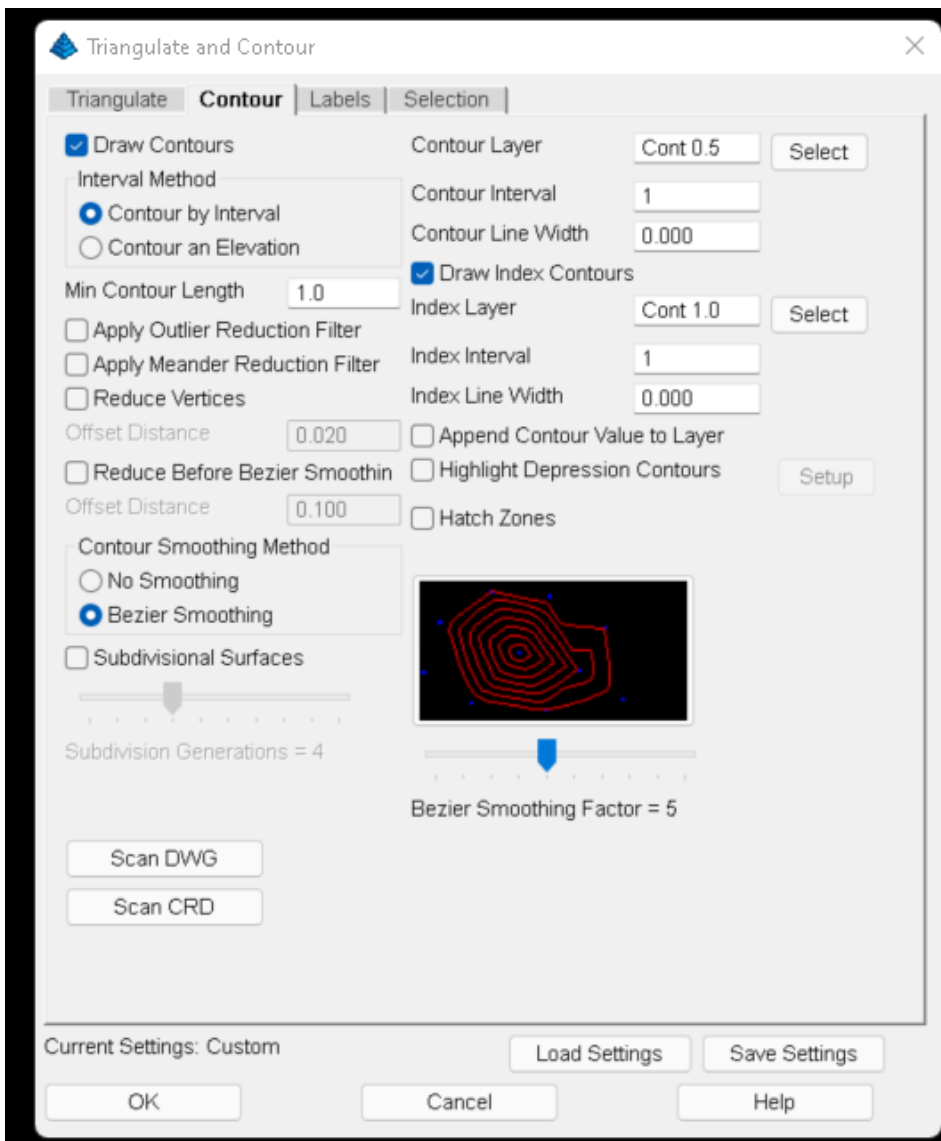 Triangulate and Contour
Triangulate Contour Labels Selection
Draw Contours
Interval Method
Contour by Interval
Contour an Elevation
Min Contour Length 1.0
Apply Outlier Reduction Filter
Apply Meander Reduction Filter
Reduce Vertices
Offset Distance 0.020
Reduce Before Bezier Smoothin
Offset Distance 0.100
Contour Smoothing Method
No Smoothing
Bezier Smoothing
Subdivisional Surfaces
Subdivision Generations = 4
Scan DWG
Scan CRD
Contour Layer Cont 0.5 Select
Contour Interval 1
Contour Line Width 0.000
Draw Index Contours
Index Layer Cont 1.0 Select
Index Interval 1
Index Line Width 0.000
Append Contour Value to Layer
Highlight Depression Contours Setup
Hatch Zones
Bezier Smoothing Factor = 5
Current Settings: Custom Load Settings Save Settings
OK Cancel Help